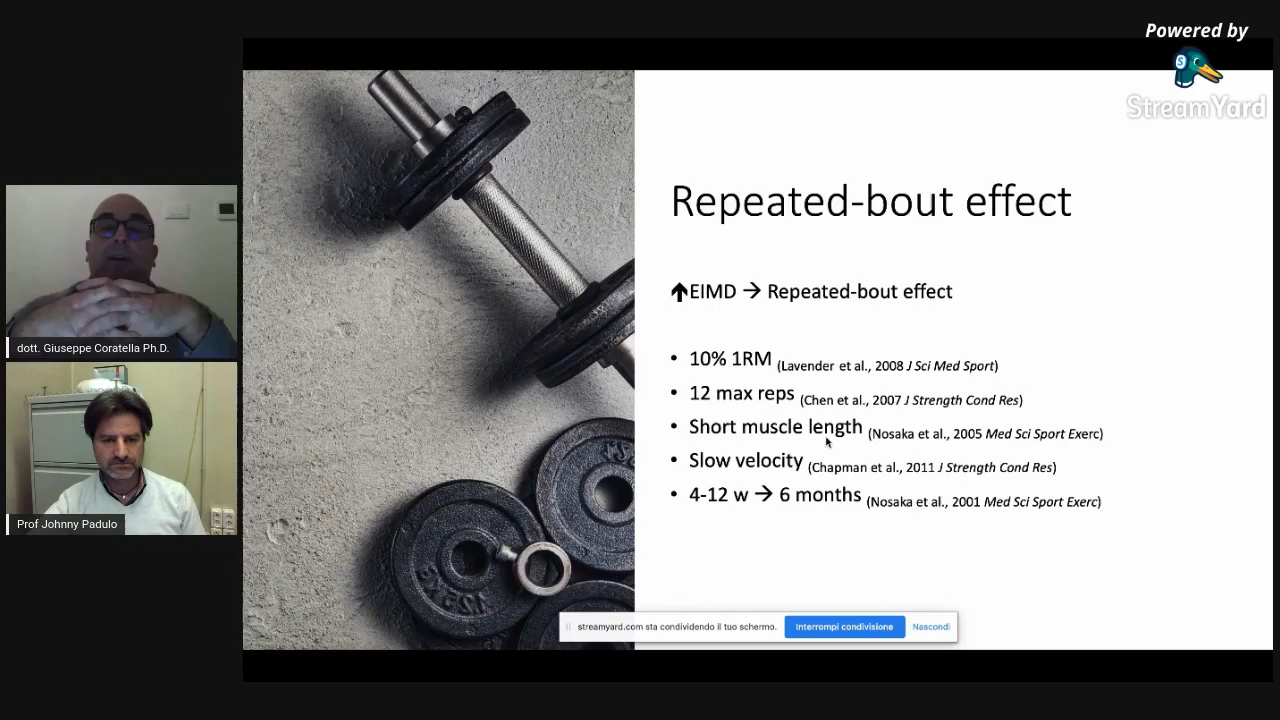 Powered by
StreamYard
Repeated-bout effect
🡅EIMD → Repeated-bout effect
• 10% 1RM (Lavender et al., 2008 J Sci Med Sport)
• 12 max reps (Chen et al., 2007 J Strength Cond Res)
• Short muscle length (Nosaka et al., 2005 Med Sci Sport Exerc)
• Slow velocity (Chapman et al., 2011 J Strength Cond Res)
• 4-12 w → 6 months (Nosaka et al., 2001 Med Sci Sport Exerc)
dott. Giuseppe Coratella Ph.D.
Prof Johnny Padulo
streamyard.com sta condividendo il tuo schermo.
Interrompi condivisione
Nascondi